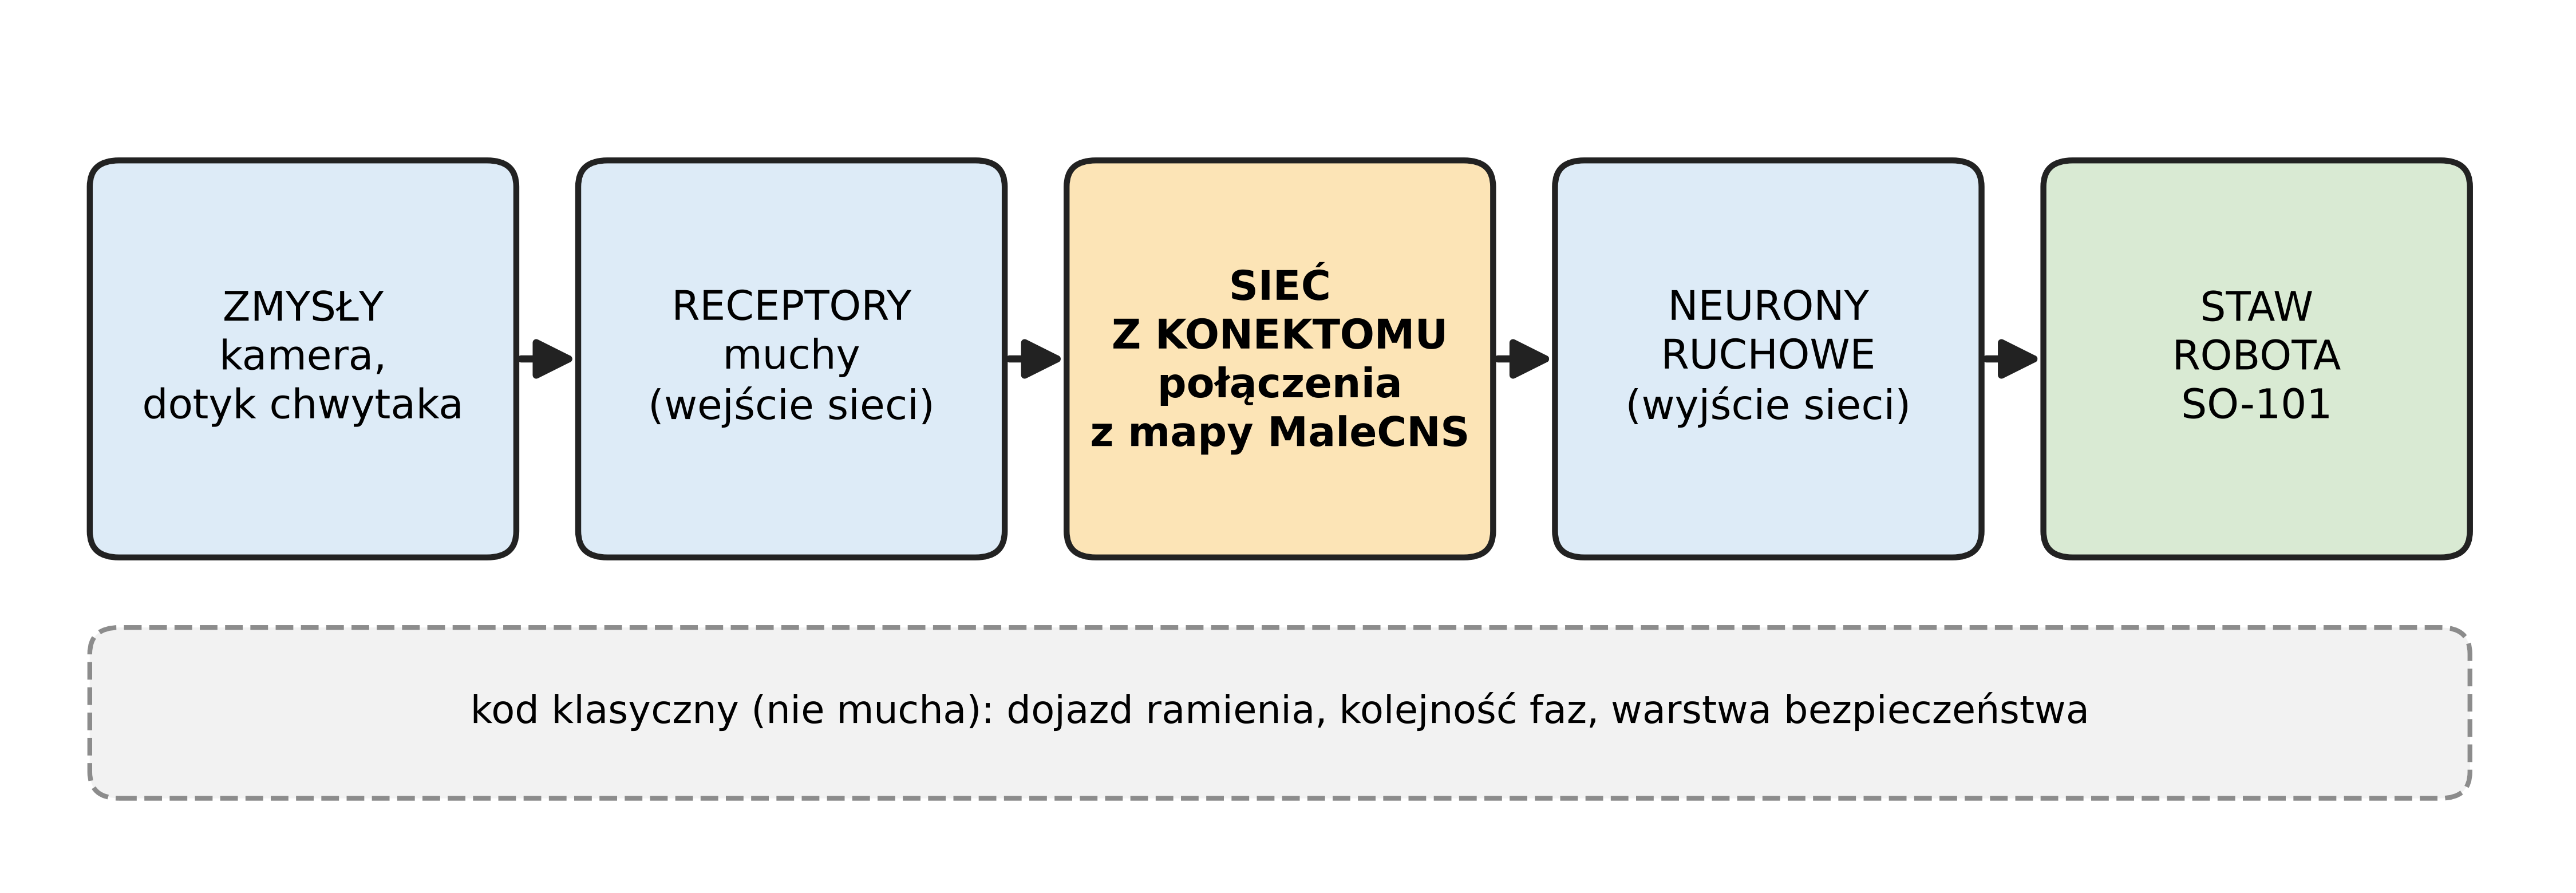 ZMYSŁY
kamera,
dotyk chwytaka
RECEPTORY
muchy
(wejście sieci)
SIEĆ
Z KONEKTOMU
połączenia
z mapy MaleCNS
NEURONY
RUCHOWE
(wyjście sieci)
STAW
ROBOTA
SO-101
kod klasyczny (nie mucha): dojazd ramienia, kolejność faz, warstwa bezpieczeństwa